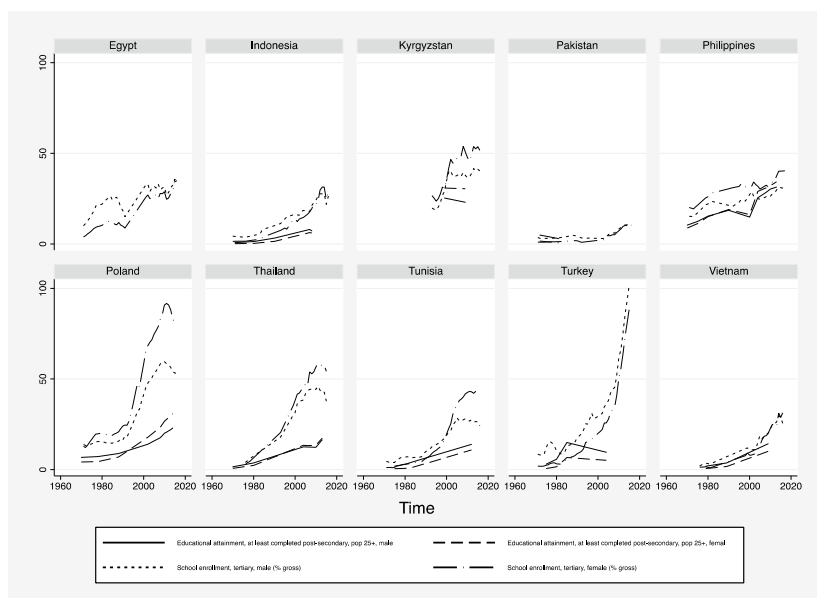 Egypt Indonesia Kyrgyzstan Pakistan Philippines
100
50
0
Poland Thailand Tunisia Turkey Vietnam
100
50
0
1960 1980 2000 2020 1960 1980 2000 2020 1960 1980 2000 2020 1960 1980 2000 2020 1960 1980 2000 2020
Time
Educational attainment, at least completed post-secondary, pop 25+, male Educational attainment, at least completed post-secondary, pop 25+, femal
School enrollment, tertiary, male (% gross) School enrollment, tertiary, female (% gross)